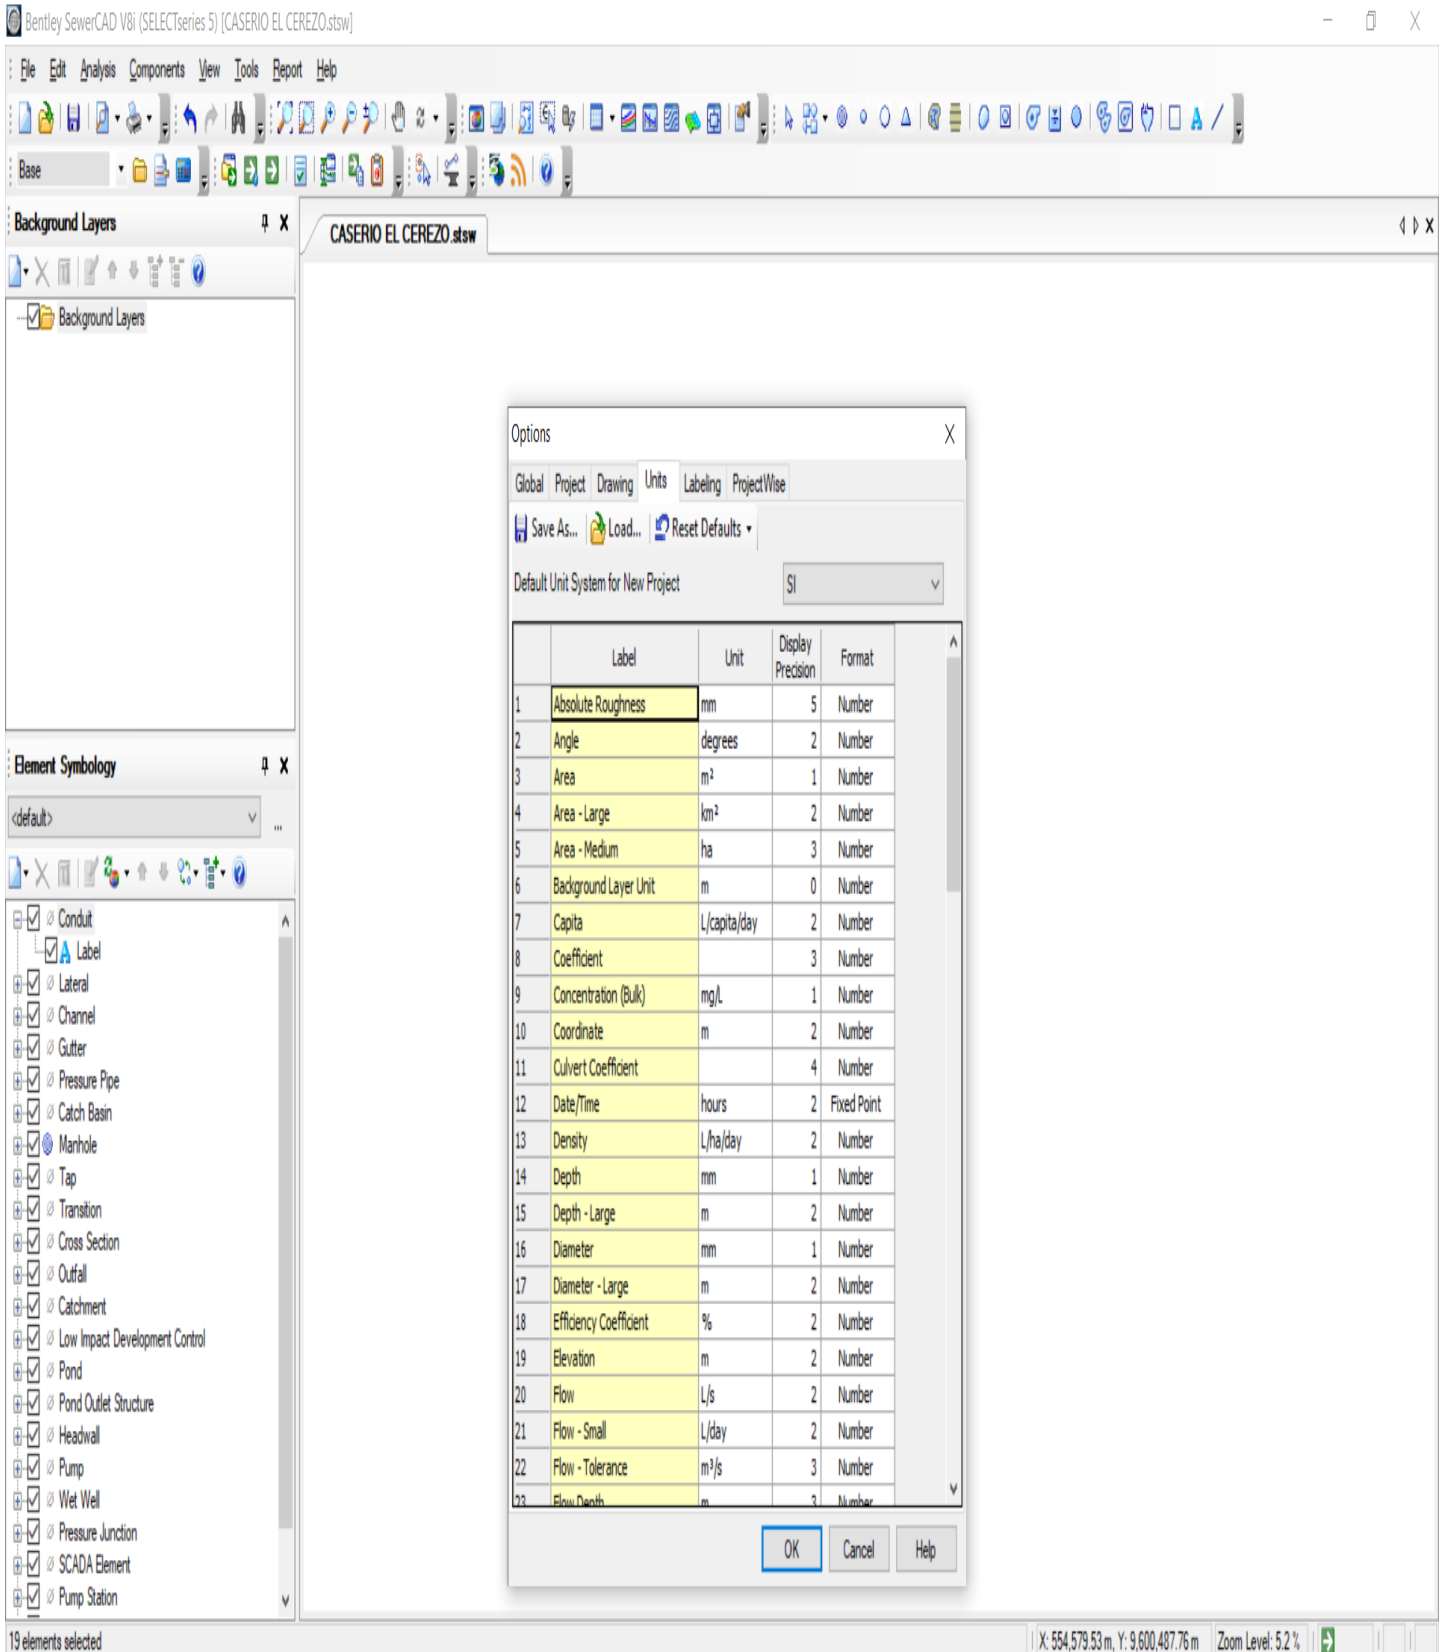 Bentley SewerCAD V8i (SELECTseries 5) [CASERIO EL CEREZO.stsw]
File Edit Analysis Components View Tools Report Help
Base
Background Layers
CASERIO EL CEREZO.stsw
Background Layers
Options
Global Project Drawing Units Labeling ProjectWise
Save As... Load... Reset Defaults
Default Unit System for New Project SI
Label Unit Display Precision Format
1 Absolute Roughness mm 5 Number
2 Angle degrees 2 Number
3 Area m² 1 Number
4 Area - Large km² 2 Number
5 Area - Medium ha 3 Number
6 Background Layer Unit m 0 Number
7 Capita L/capita/day 2 Number
8 Coefficient 3 Number
9 Concentration (Bulk) mg/L 1 Number
10 Coordinate m 2 Number
11 Culvert Coefficient 4 Number
12 Date/Time hours 2 Fixed Point
13 Density L/ha/day 2 Number
14 Depth mm 1 Number
15 Depth - Large m 2 Number
16 Diameter mm 1 Number
17 Diameter - Large m 2 Number
18 Efficiency Coefficient % 2 Number
19 Elevation m 2 Number
20 Flow L/s 2 Number
21 Flow - Small L/day 2 Number
22 Flow - Tolerance m³/s 3 Number
23 Flow Depth m 3 Number
OK Cancel Help
Element Symbology
<default>
...
Conduit
Label
Lateral
Channel
Gutter
Pressure Pipe
Catch Basin
Manhole
Tap
Transition
Cross Section
Outfall
Catchment
Low Impact Development Control
Pond
Pond Outlet Structure
Headwall
Pump
Wet Well
Pressure Junction
SCADA Element
Pump Station
19 elements selected
X: 554,579.53 m, Y: 9,600,487.76 m Zoom Level: 5.2 %